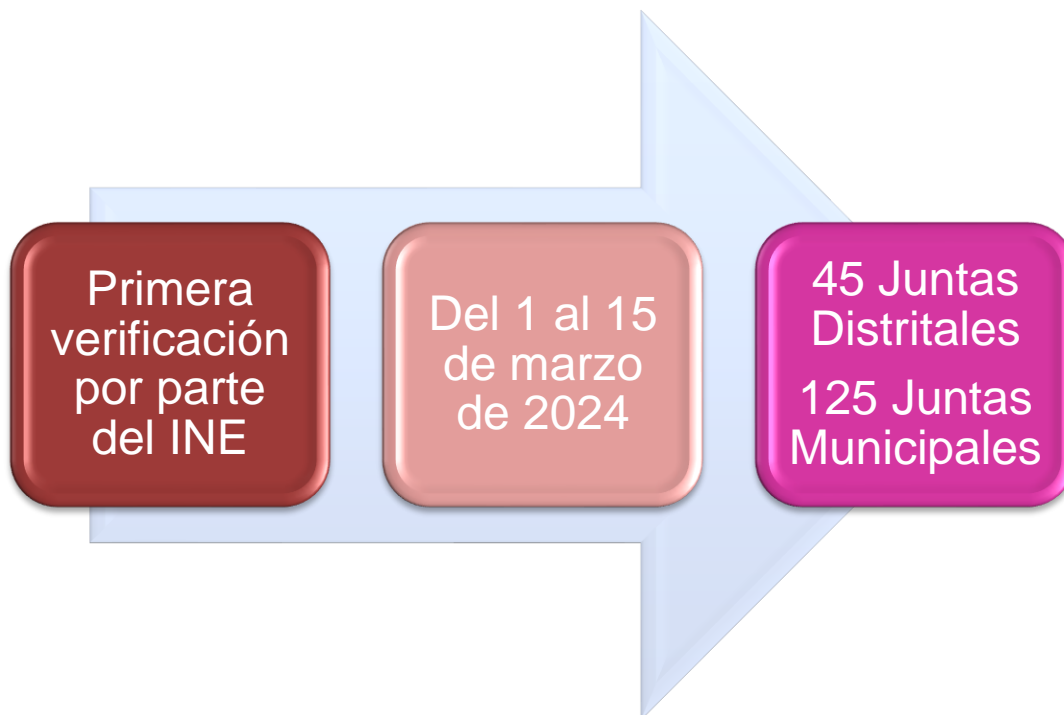 Primera
verificación
por parte
del INE
Del 1 al 15
de marzo
de 2024
45 Juntas
Distritales
125 Juntas
Municipales